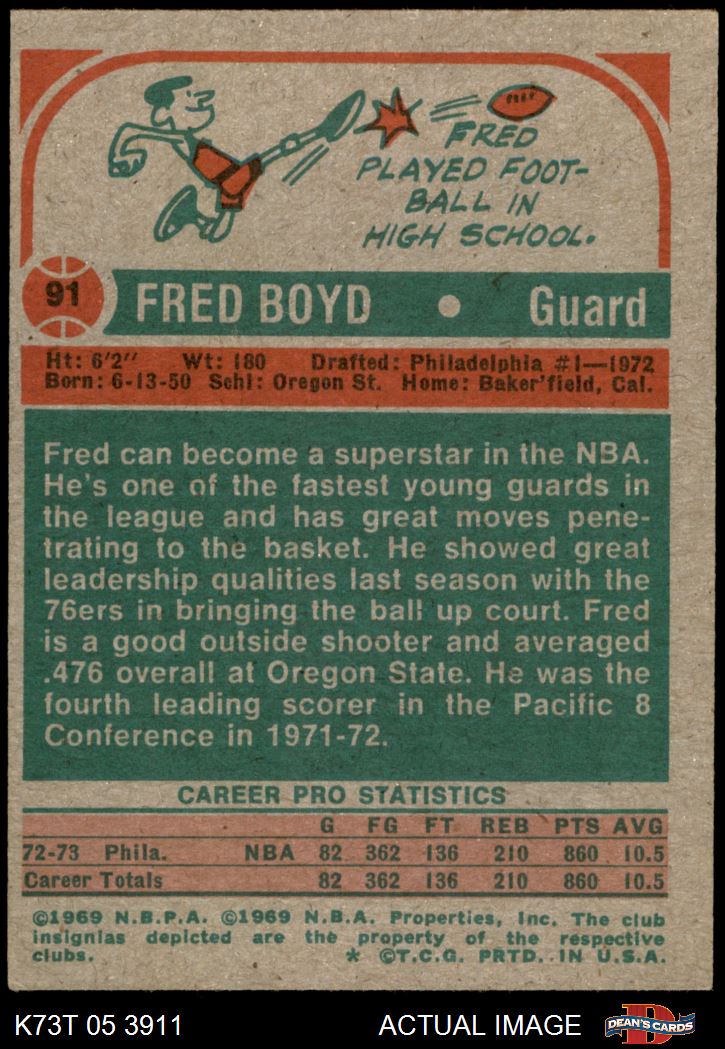 FRED
PLAYED FOOT-
BALL IN
HIGH SCHOOL.
91 FRED BOYD • Guard
Ht: 6'2" Wt: 180 Drafted: Philadelphia #1—1972
Born: 6-13-50 Schl: Oregon St. Home: Baker'field, Cal.
Fred can become a superstar in the NBA.
He's one of the fastest young guards in
the league and has great moves pene-
trating to the basket. He showed great
leadership qualities last season with the
76ers in bringing the ball up court. Fred
is a good outside shooter and averaged
.476 overall at Oregon State. He was the
fourth leading scorer in the Pacific 8
Conference in 1971-72.
CAREER PRO STATISTICS
G FG FT REB PTS AVG
72-73 Phila. NBA 82 362 136 210 860 10.5
Career Totals 82 362 136 210 860 10.5
©1969 N.B.P.A. ©1969 N.B.A. Properties, Inc. The club
insignias depicted are the property of the respective
clubs. * ©T.C.G. PRTD. IN U.S.A.
K73T 05 3911 ACTUAL IMAGE DEAN'S CARDS